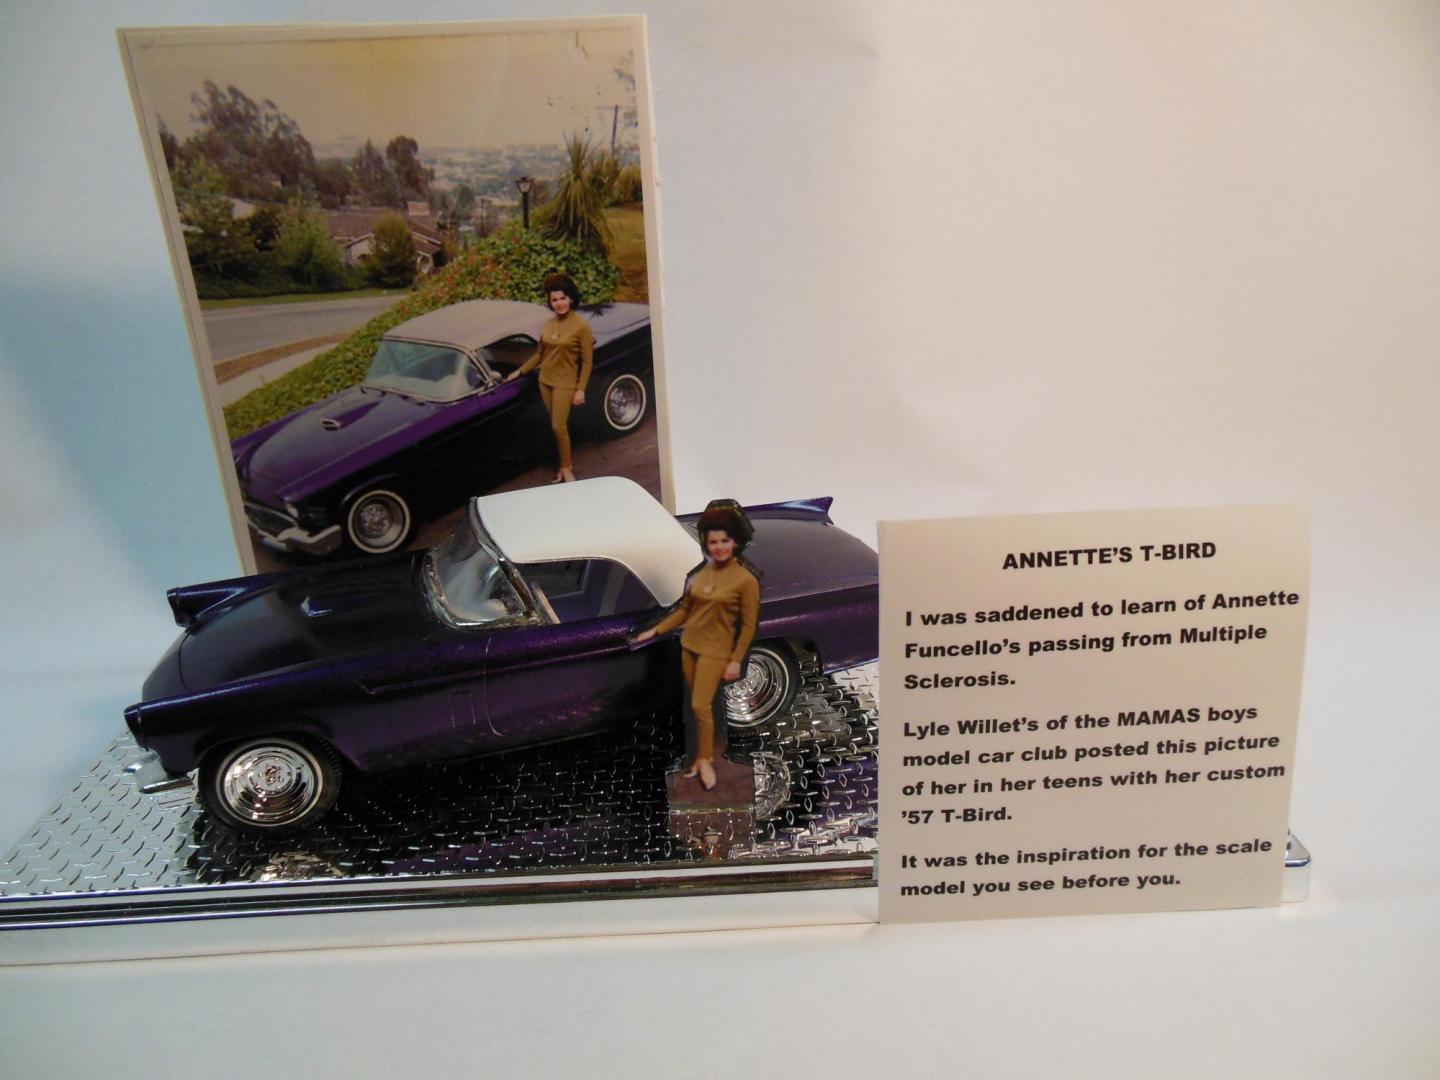 ANNETTE'S T-BIRD
I was saddened to learn of Annette
Funcello's passing from Multiple
Sclerosis.
Lyle Willet's of the MAMAS boys
model car club posted this picture
of her in her teens with her custom
'57 T-Bird.
It was the inspiration for the scale
model you see before you.